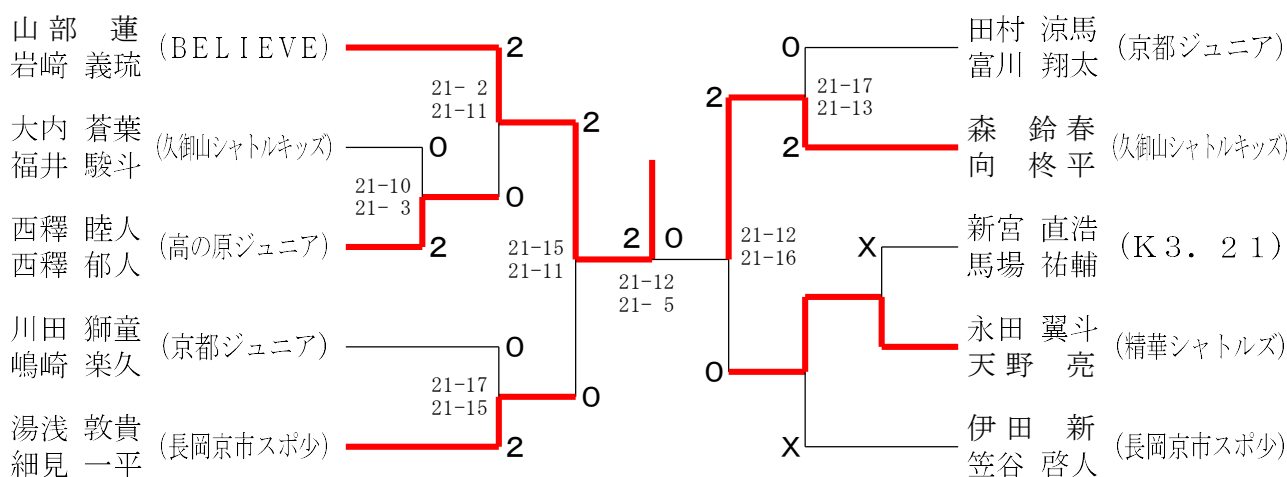 山部 蓮
岩﨑 義琉
(BELIEVE)
2
21- 2
21-11
大内 蒼葉
福井 駿斗
(久御山シャトルキッズ)
0
21-10
21- 3
0
西釋 睦人
西釋 郁人
(高の原ジュニア)
2
2
21-15
21-11
川田 獅童
嶋崎 楽久
(京都ジュニア)
0
21-17
21-15
0
湯浅 敦貴
細見 一平
(長岡京市スポ少)
2
2
0
21-12
21- 5
田村 涼馬
富川 翔太
(京都ジュニア)
0
21-17
21-13
2
森 鈴春
向 柊平
(久御山シャトルキッズ)
2
21-12
21-16
新宮 直浩
馬場 祐輔
(K3.21)
X
永田 翼斗
天野 亮
(精華シャトルズ)
0
伊田 新
笠谷 啓人
(長岡京市スポ少)
X